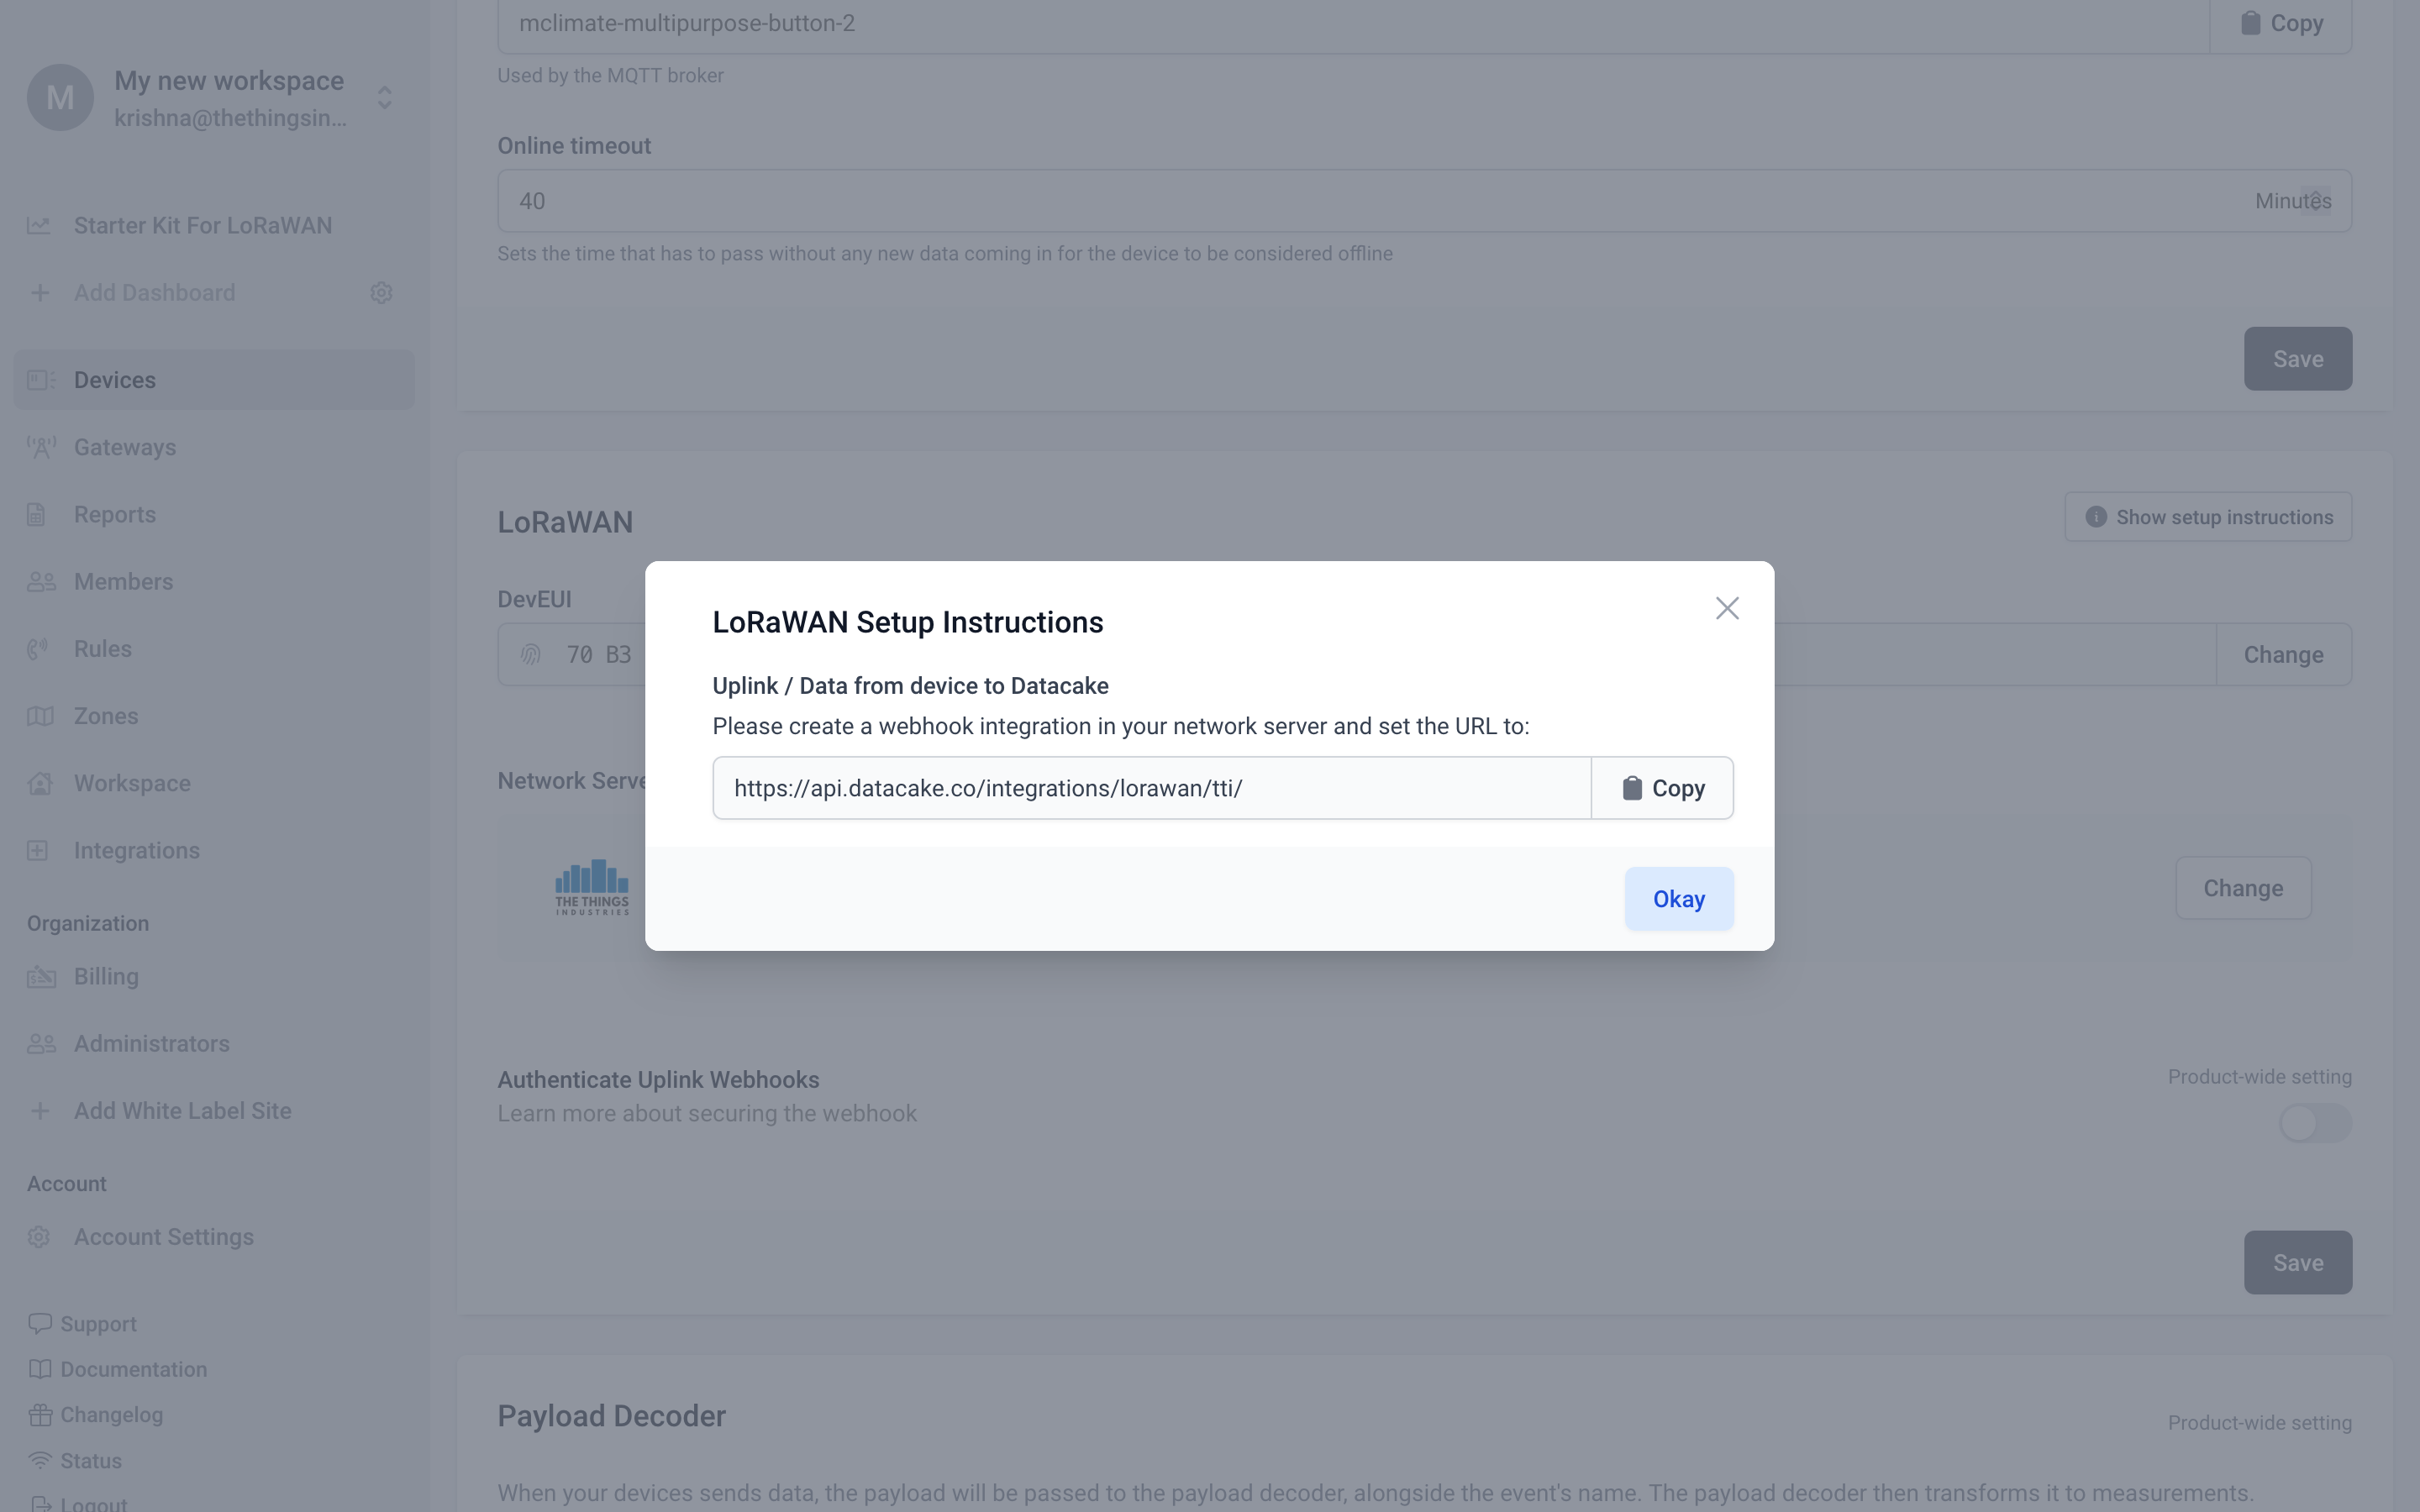 M
My new workspace
krishna@thethingsin...
Starter Kit For LoRaWAN
Add Dashboard
Devices
Gateways
Reports
Members
Rules
Zones
Workspace
Integrations
Organization
Billing
Administrators
Add White Label Site
Account
Account Settings
Support
Documentation
Changelog
Status
Logout
mclimate-multipurpose-button-2
Copy
Used by the MQTT broker
Online timeout
40
Minutes
Sets the time that has to pass without any new data coming in for the device to be considered offline
Save
LoRaWAN
Show setup instructions
DevEUI
70 B3
Change
Network Serve
THE THINGS
INDUSTRIES
Change
LoRaWAN Setup Instructions
Uplink / Data from device to Datacake
Please create a webhook integration in your network server and set the URL to:
https://api.datacake.co/integrations/lorawan/tti/
Copy
Okay
Authenticate Uplink Webhooks
Product-wide setting
Learn more about securing the webhook
Save
Payload Decoder
Product-wide setting
When your devices sends data, the payload will be passed to the payload decoder, alongside the event's name. The payload decoder then transforms it to measurements.